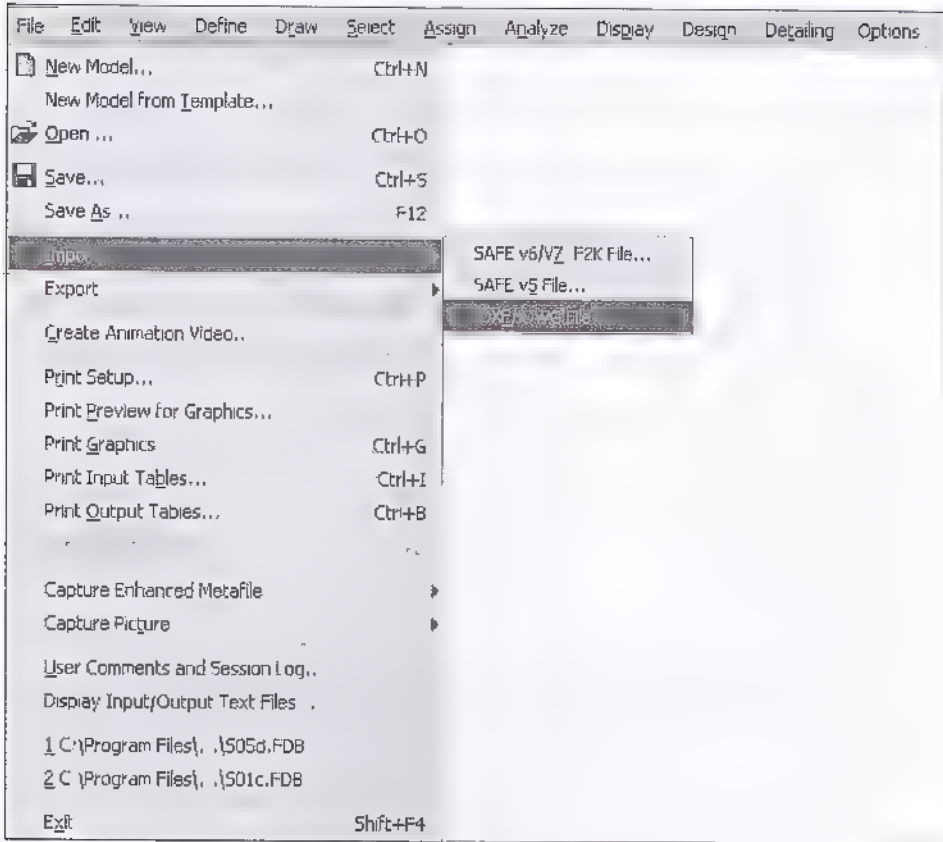 File Edit View Define Draw Select Assign Analyze Display Design Detailing Options
New Model... Ctrl+N
New Model from Template...
Open ... Ctrl+O
Save... Ctrl+S
Save As .. F12
Import
SAFE v6/V7 .F2K File...
SAFE v5 File...
Export
Create Animation Video..
Print Setup... Ctrl+P
Print Preview for Graphics...
Print Graphics Ctrl+G
Print Input Tables... Ctrl+I
Print Output Tables... Ctrl+B
Capture Enhanced Metafile
Capture Picture
User Comments and Session Log..
Display Input/Output Text Files .
1 C:\Program Files\. .\S05d.FDB
2 C:\Program Files\. .\S01c.FDB
Exit Shift+F4